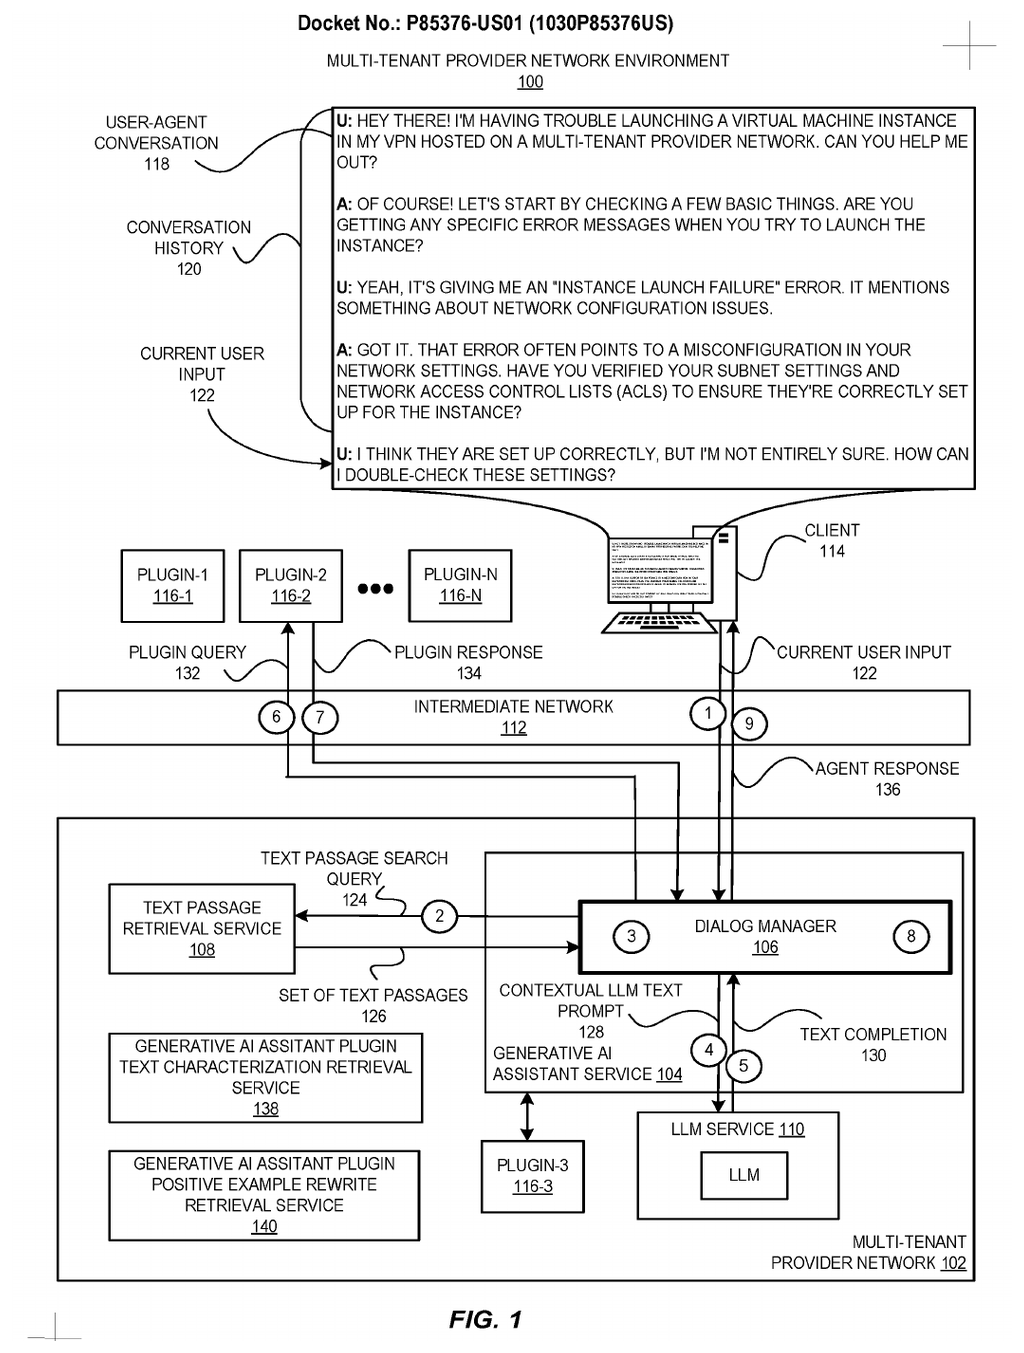 Docket No.: P85376-US01 (1030P85376US)
MULTI-TENANT PROVIDER NETWORK ENVIRONMENT
100
USER-AGENT
CONVERSATION
118
CONVERSATION
HISTORY
120
CURRENT USER
INPUT
122
U: HEY THERE! I'M HAVING TROUBLE LAUNCHING A VIRTUAL MACHINE INSTANCE
IN MY VPN HOSTED ON A MULTI-TENANT PROVIDER NETWORK. CAN YOU HELP ME
OUT?
A: OF COURSE! LET'S START BY CHECKING A FEW BASIC THINGS. ARE YOU
GETTING ANY SPECIFIC ERROR MESSAGES WHEN YOU TRY TO LAUNCH THE
INSTANCE?
U: YEAH, IT'S GIVING ME AN "INSTANCE LAUNCH FAILURE" ERROR. IT MENTIONS
SOMETHING ABOUT NETWORK CONFIGURATION ISSUES.
A: GOT IT. THAT ERROR OFTEN POINTS TO A MISCONFIGURATION IN YOUR
NETWORK SETTINGS. HAVE YOU VERIFIED YOUR SUBNET SETTINGS AND
NETWORK ACCESS CONTROL LISTS (ACLS) TO ENSURE THEY'RE CORRECTLY SET
UP FOR THE INSTANCE?
U: I THINK THEY ARE SET UP CORRECTLY, BUT I'M NOT ENTIRELY SURE. HOW CAN
I DOUBLE-CHECK THESE SETTINGS?
CLIENT
114
PLUGIN-1
116-1
PLUGIN-2
116-2
PLUGIN-N
116-N
PLUGIN QUERY
132
PLUGIN RESPONSE
134
CURRENT USER INPUT
122
INTERMEDIATE NETWORK
112
6
7
1
9
AGENT RESPONSE
136
TEXT PASSAGE SEARCH
QUERY
124
2
TEXT PASSAGE
RETRIEVAL SERVICE
108
SET OF TEXT PASSAGES
126
3
DIALOG MANAGER
106
8
CONTEXTUAL LLM TEXT
PROMPT
128
4
5
TEXT COMPLETION
130
GENERATIVE AI
ASSISTANT SERVICE 104
GENERATIVE AI ASSITANT PLUGIN
TEXT CHARACTERIZATION RETRIEVAL
SERVICE
138
GENERATIVE AI ASSITANT PLUGIN
POSITIVE EXAMPLE REWRITE
RETRIEVAL SERVICE
140
PLUGIN-3
116-3
LLM SERVICE 110
LLM
MULTI-TENANT
PROVIDER NETWORK 102
FIG. 1